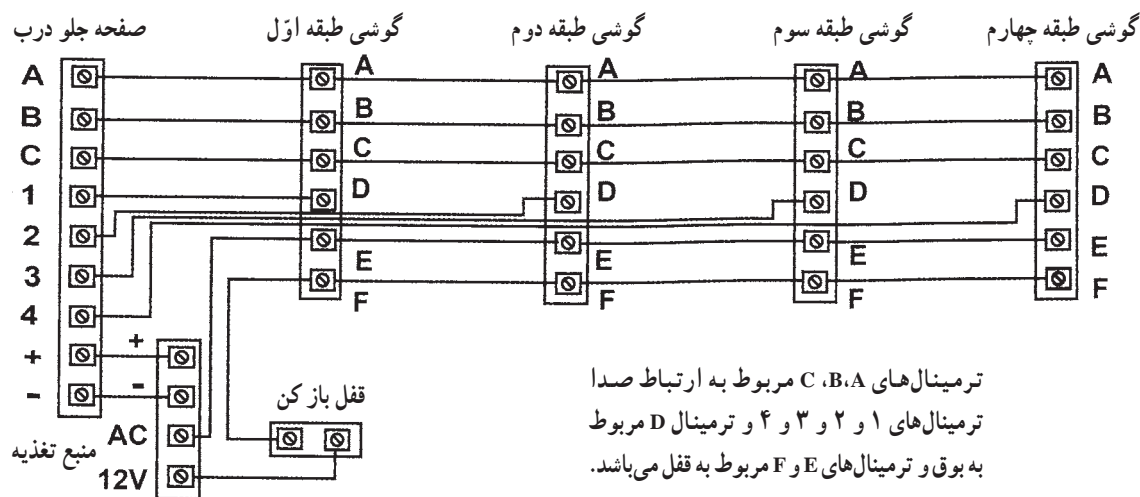 صفحه جلو درب
گوشی طبقه اوّل
گوشی طبقه دوم
گوشی طبقه سوم
گوشی طبقه چهارم
A
B
C
1
2
3
4
+
-
A
B
C
D
E
F
A
B
C
D
E
F
A
B
C
D
E
F
A
B
C
D
E
F
+
-
AC
12V
منبع تغذیه
قفل باز کن
ترمینال‌های C ،B،A مربوط به ارتباط صدا
ترمینال‌های ۱ و ۲ و ۳ و ۴ و ترمینال D مربوط
به بوق و ترمینال‌های E و F مربوط به قفل می‌باشد.